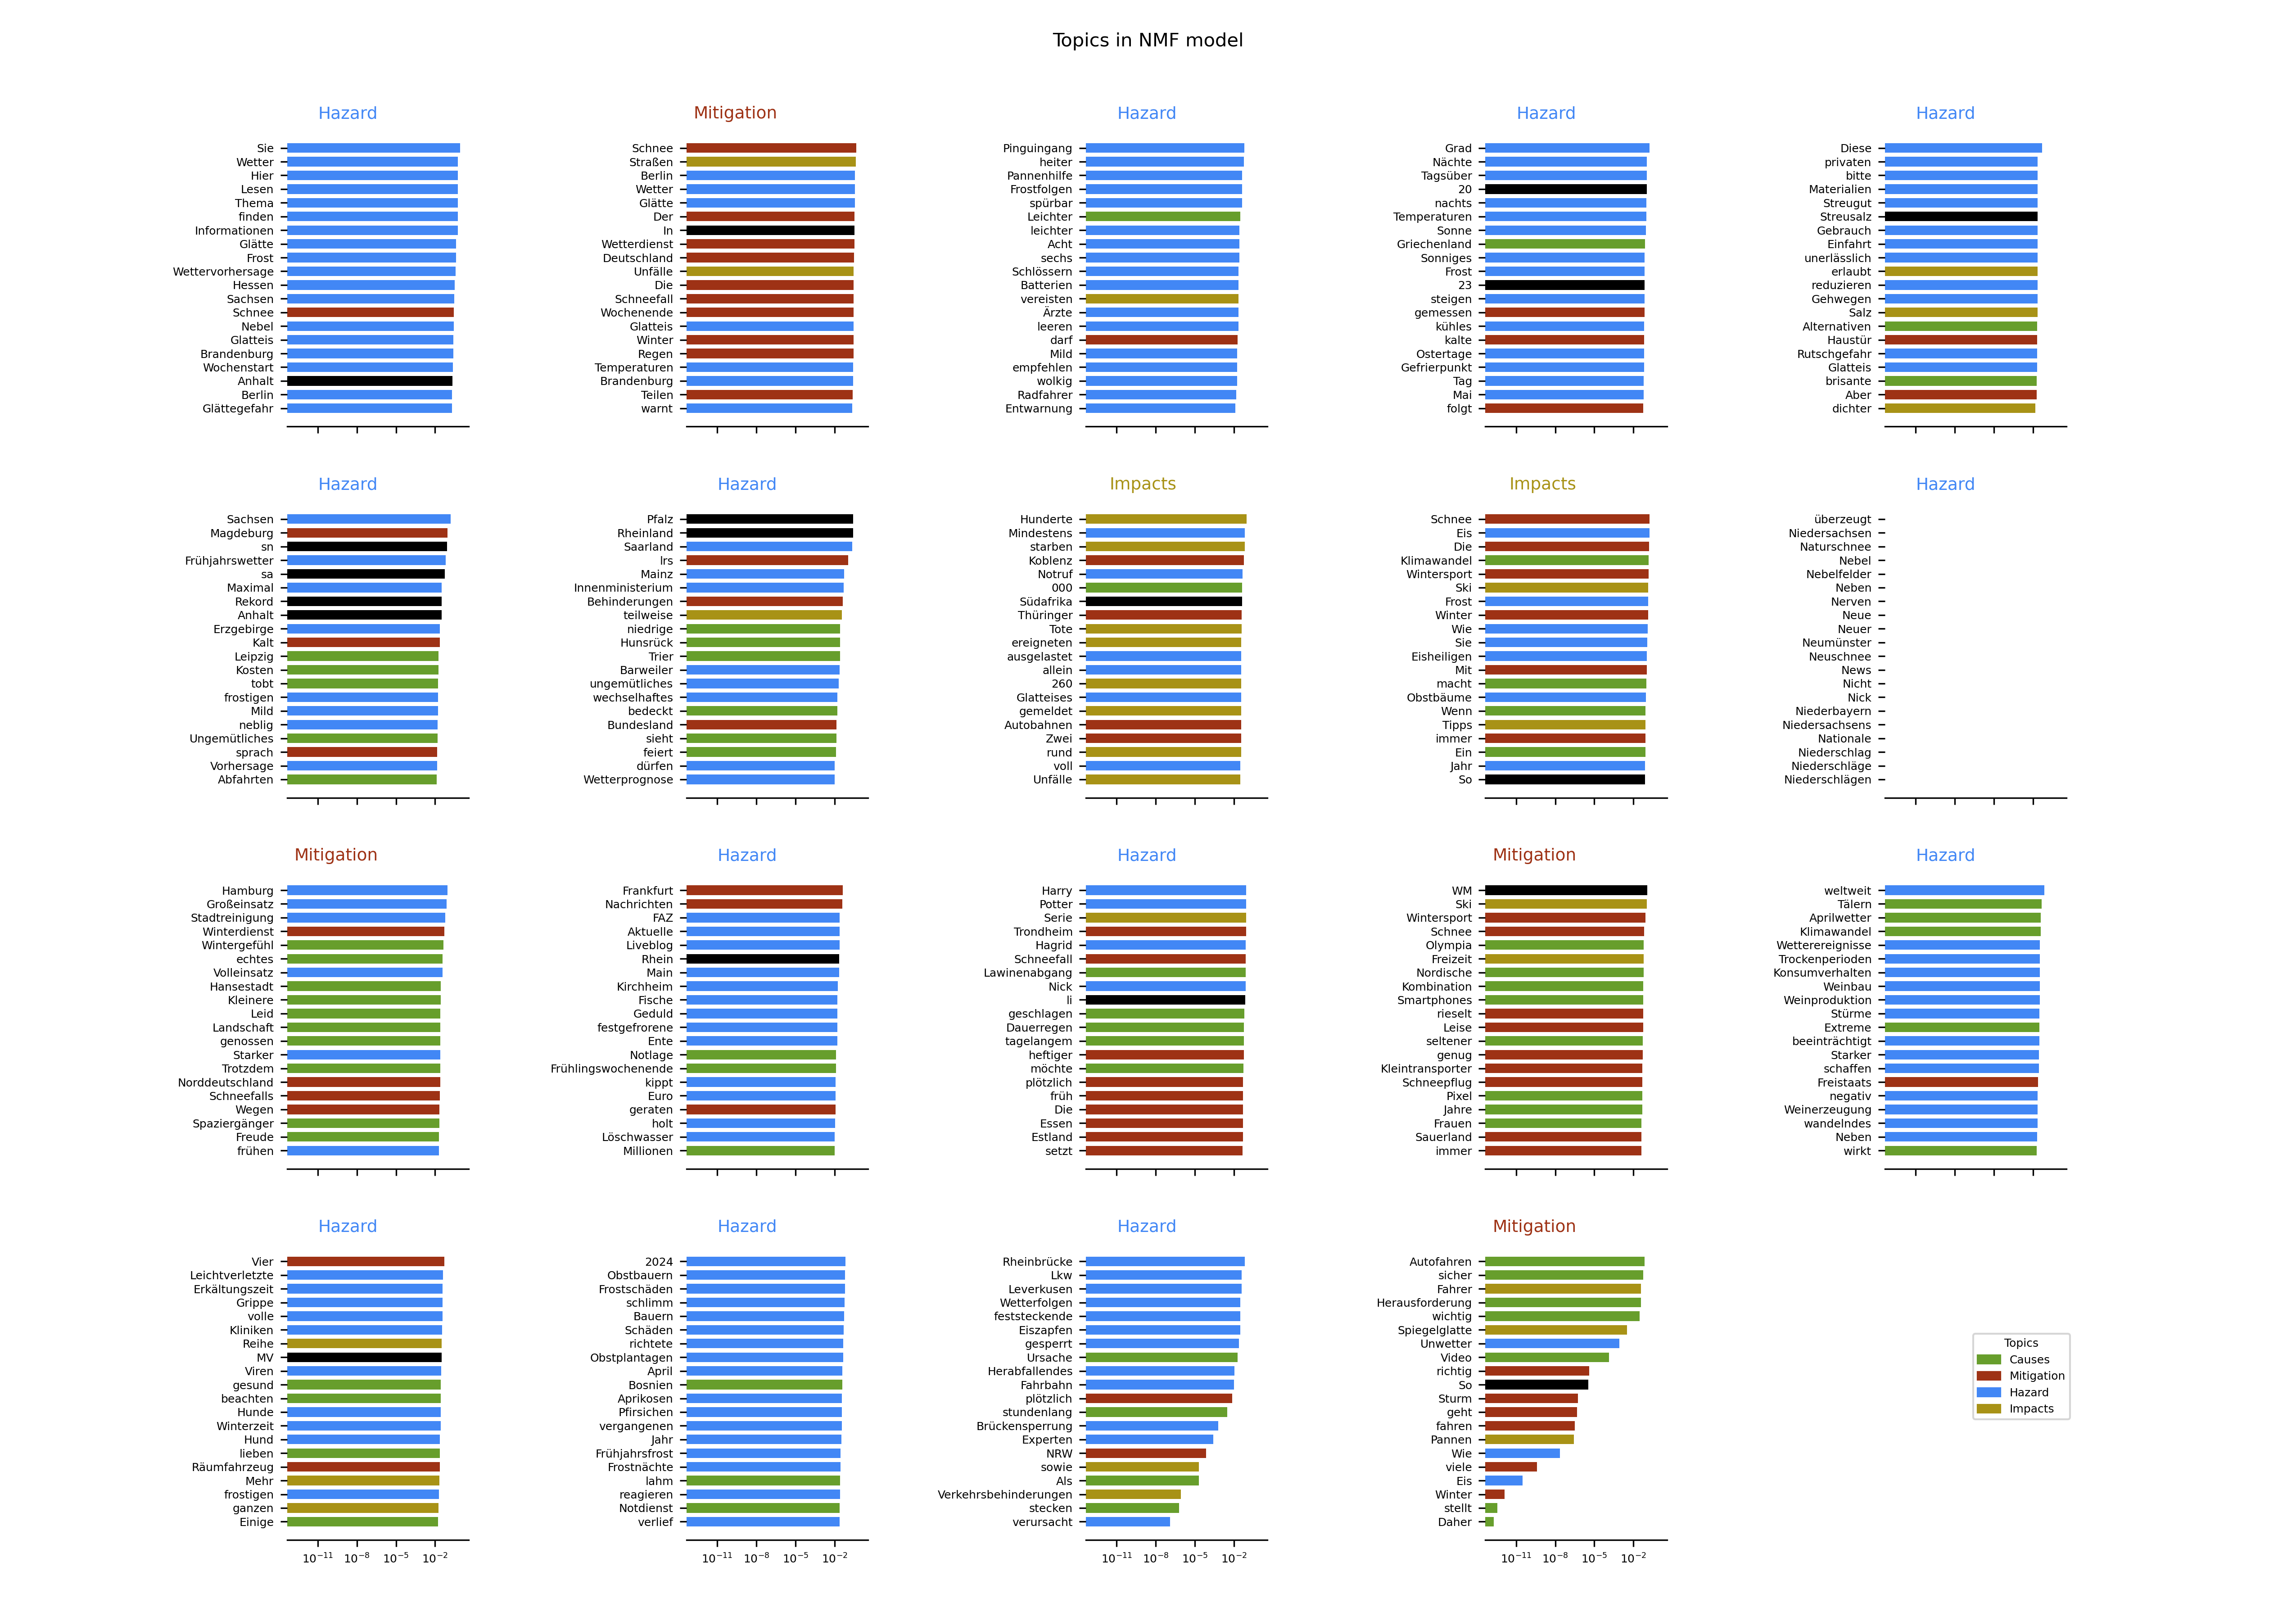 Topics in NMF model
Hazard
Sie
Wetter
Hier
Lesen
Thema
finden
Informationen
Glätte
Frost
Wettervorhersage
Hessen
Sachsen
Schnee
Nebel
Glatteis
Brandenburg
Wochenstart
Anhalt
Berlin
Glättegefahr
Mitigation
Schnee
Straßen
Berlin
Wetter
Glätte
Der
In
Wetterdienst
Deutschland
Unfälle
Die
Schneefall
Wochenende
Glatteis
Winter
Regen
Temperaturen
Brandenburg
Teilen
warnt
Hazard
Pinguingang
heiter
Pannenhilfe
Frostfolgen
spürbar
Leichter
leichter
Acht
sechs
Schlössern
Batterien
vereisten
Ärzte
leeren
darf
Mild
empfehlen
wolkig
Radfahrer
Entwarnung
Hazard
Grad
Nächte
Tagsüber
20
nachts
Temperaturen
Sonne
Griechenland
Sonniges
Frost
23
steigen
gemessen
kühles
kalte
Ostertage
Gefrierpunkt
Tag
Mai
folgt
Hazard
Diese
privaten
bitte
Materialien
Streugut
Streusalz
Gebrauch
Einfahrt
unerlässlich
erlaubt
reduzieren
Gehwegen
Salz
Alternativen
Haustür
Rutschgefahr
Glatteis
brisante
Aber
dichter
Hazard
Sachsen
Magdeburg
sn
Frühjahrswetter
sa
Maximal
Rekord
Anhalt
Erzgebirge
Kalt
Leipzig
Kosten
tobt
frostigen
Mild
neblig
Ungemütliches
sprach
Vorhersage
Abfahrten
Hazard
Pfalz
Rheinland
Saarland
lrs
Mainz
Innenministerium
Behinderungen
teilweise
niedrige
Hunsrück
Trier
Barweiler
ungemütliches
wechselhaftes
bedeckt
Bundesland
sieht
feiert
dürfen
Wetterprognose
Impacts
Hunderte
Mindestens
starben
Koblenz
Notruf
000
Südafrika
Thüringer
Tote
ereigneten
ausgelastet
allein
260
Glatteises
gemeldet
Autobahnen
Zwei
rund
voll
Unfälle
Impacts
Schnee
Eis
Die
Klimawandel
Wintersport
Ski
Frost
Winter
Wie
Sie
Eisheiligen
Mit
macht
Obstbäume
Wenn
Tipps
immer
Ein
Jahr
So
Hazard
überzeugt
Niedersachsen
Naturschnee
Nebel
Nebelfelder
Neben
Nerven
Neue
Neuer
Neumünster
Neuschnee
News
Nicht
Nick
Niederbayern
Niedersachsens
Nationale
Niederschlag
Niederschläge
Niederschlägen
Mitigation
Hamburg
Großeinsatz
Stadtreinigung
Winterdienst
Wintergefühl
echtes
Volleinsatz
Hansestadt
Kleinere
Leid
Landschaft
genossen
Starker
Trotzdem
Norddeutschland
Schneefalls
Wegen
Spaziergänger
Freude
frühen
Hazard
Frankfurt
Nachrichten
FAZ
Aktuelle
Liveblog
Rhein
Main
Kirchheim
Fische
Geduld
festgefrorene
Ente
Notlage
Frühlingswochenende
kippt
Euro
geraten
holt
Löschwasser
Millionen
Hazard
Harry
Potter
Serie
Trondheim
Hagrid
Schneefall
Lawinenabgang
Nick
li
geschlagen
Dauerregen
tagelangem
heftiger
möchte
plötzlich
früh
Die
Essen
Estland
setzt
Mitigation
WM
Ski
Wintersport
Schnee
Olympia
Freizeit
Nordische
Kombination
Smartphones
rieselt
Leise
seltener
genug
Kleintransporter
Schneepflug
Pixel
Jahre
Frauen
Sauerland
immer
Hazard
weltweit
Tälern
Aprilwetter
Klimawandel
Wetterereignisse
Trockenperioden
Konsumverhalten
Weinbau
Weinproduktion
Stürme
Extreme
beeinträchtigt
Starker
schaffen
Freistaats
negativ
Weinerzeugung
wandelndes
Neben
wirkt
Hazard
Vier
Leichtverletzte
Erkältungszeit
Grippe
volle
Kliniken
Reihe
MV
Viren
gesund
beachten
Hunde
Winterzeit
Hund
lieben
Räumfahrzeug
Mehr
frostigen
ganzen
Einige
10⁻¹¹ 10⁻⁸ 10⁻⁵ 10⁻²
Hazard
2024
Obstbauern
Frostschäden
schlimm
Bauern
Schäden
richtete
Obstplantagen
April
Bosnien
Aprikosen
Pfirsichen
vergangenen
Jahr
Frühjahrsfrost
Frostnächte
lahm
reagieren
Notdienst
verlief
10⁻¹¹ 10⁻⁸ 10⁻⁵ 10⁻²
Hazard
Rheinbrücke
Lkw
Leverkusen
Wetterfolgen
feststeckende
Eiszapfen
gesperrt
Ursache
Herabfallendes
Fahrbahn
plötzlich
stundenlang
Brückensperrung
Experten
NRW
sowie
Als
Verkehrsbehinderungen
stecken
verursacht
10⁻¹¹ 10⁻⁸ 10⁻⁵ 10⁻²
Mitigation
Autofahren
sicher
Fahrer
Herausforderung
wichtig
Spiegelglatte
Unwetter
Video
richtig
So
Sturm
geht
fahren
Pannen
Wie
viele
Eis
Winter
stellt
Daher
10⁻¹¹ 10⁻⁸ 10⁻⁵ 10⁻²
Topics
Causes
Mitigation
Hazard
Impacts